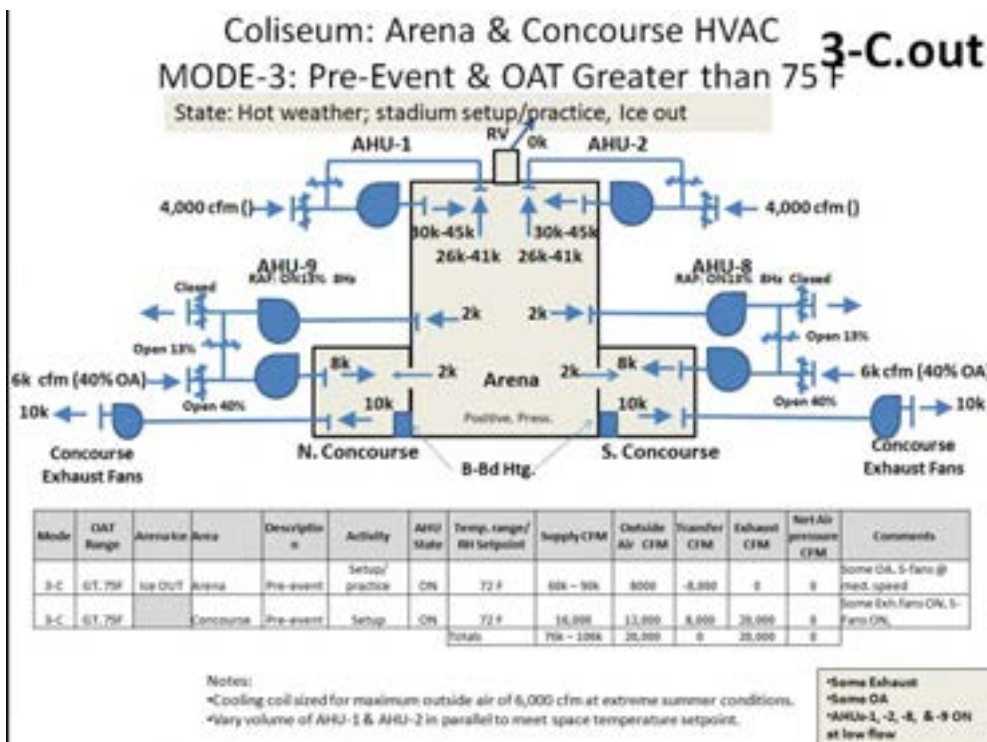 Coliseum: Arena & Concourse HVAC
3-C.out
MODE-3: Pre-Event & OAT Greater than 75 F
State: Hot weather; stadium setup/practice, Ice out
RV
0k
AHU-1
AHU-2
4,000 cfm ()
4,000 cfm ()
30k-45k
30k-45k
26k-41k
26k-41k
AHU-9
AHU-8
RAF: ON13% 8Hz
RAF: ON13% 8Hz Closed
Closed
2k
2k
Open 13%
Open 13%
8k
2k
Arena
2k
8k
6k cfm (40% OA)
6k cfm (40% OA)
Open 40%
10k
10k
10k
10k
Positive. Press.
Concourse
Exhaust Fans
N. Concourse
B-Bd Htg.
S. Concourse
Concourse
Exhaust Fans
Mode OAT Range Arena Ice Area Description Activity AHU State Temp. range/ RH Setpoint Supply CFM Outside Air CFM Transfer CFM Exhaust CFM Net Air pressure CFM Comments
3-C GT. 75F Ice OUT Arena Pre-event Setup/ practice ON 72 F 60k – 90k 8000 -8,000 0 0 Some OA, S-fans @ med. speed
3-C GT. 75F Concourse Pre-event Setup ON 72 F 16,000 12,000 8,000 20,000 0 Some Exh.fans ON, S-Fans ON,
Totals 76k – 106k 20,000 0 20,000 0
Notes:
•Cooling coil sized for maximum outside air of 6,000 cfm at extreme summer conditions.
•Vary volume of AHU-1 & AHU-2 in parallel to meet space temperature setpoint.
•Some Exhaust
•Some OA
•AHUs-1, -2, -8, & -9 ON
at low flow